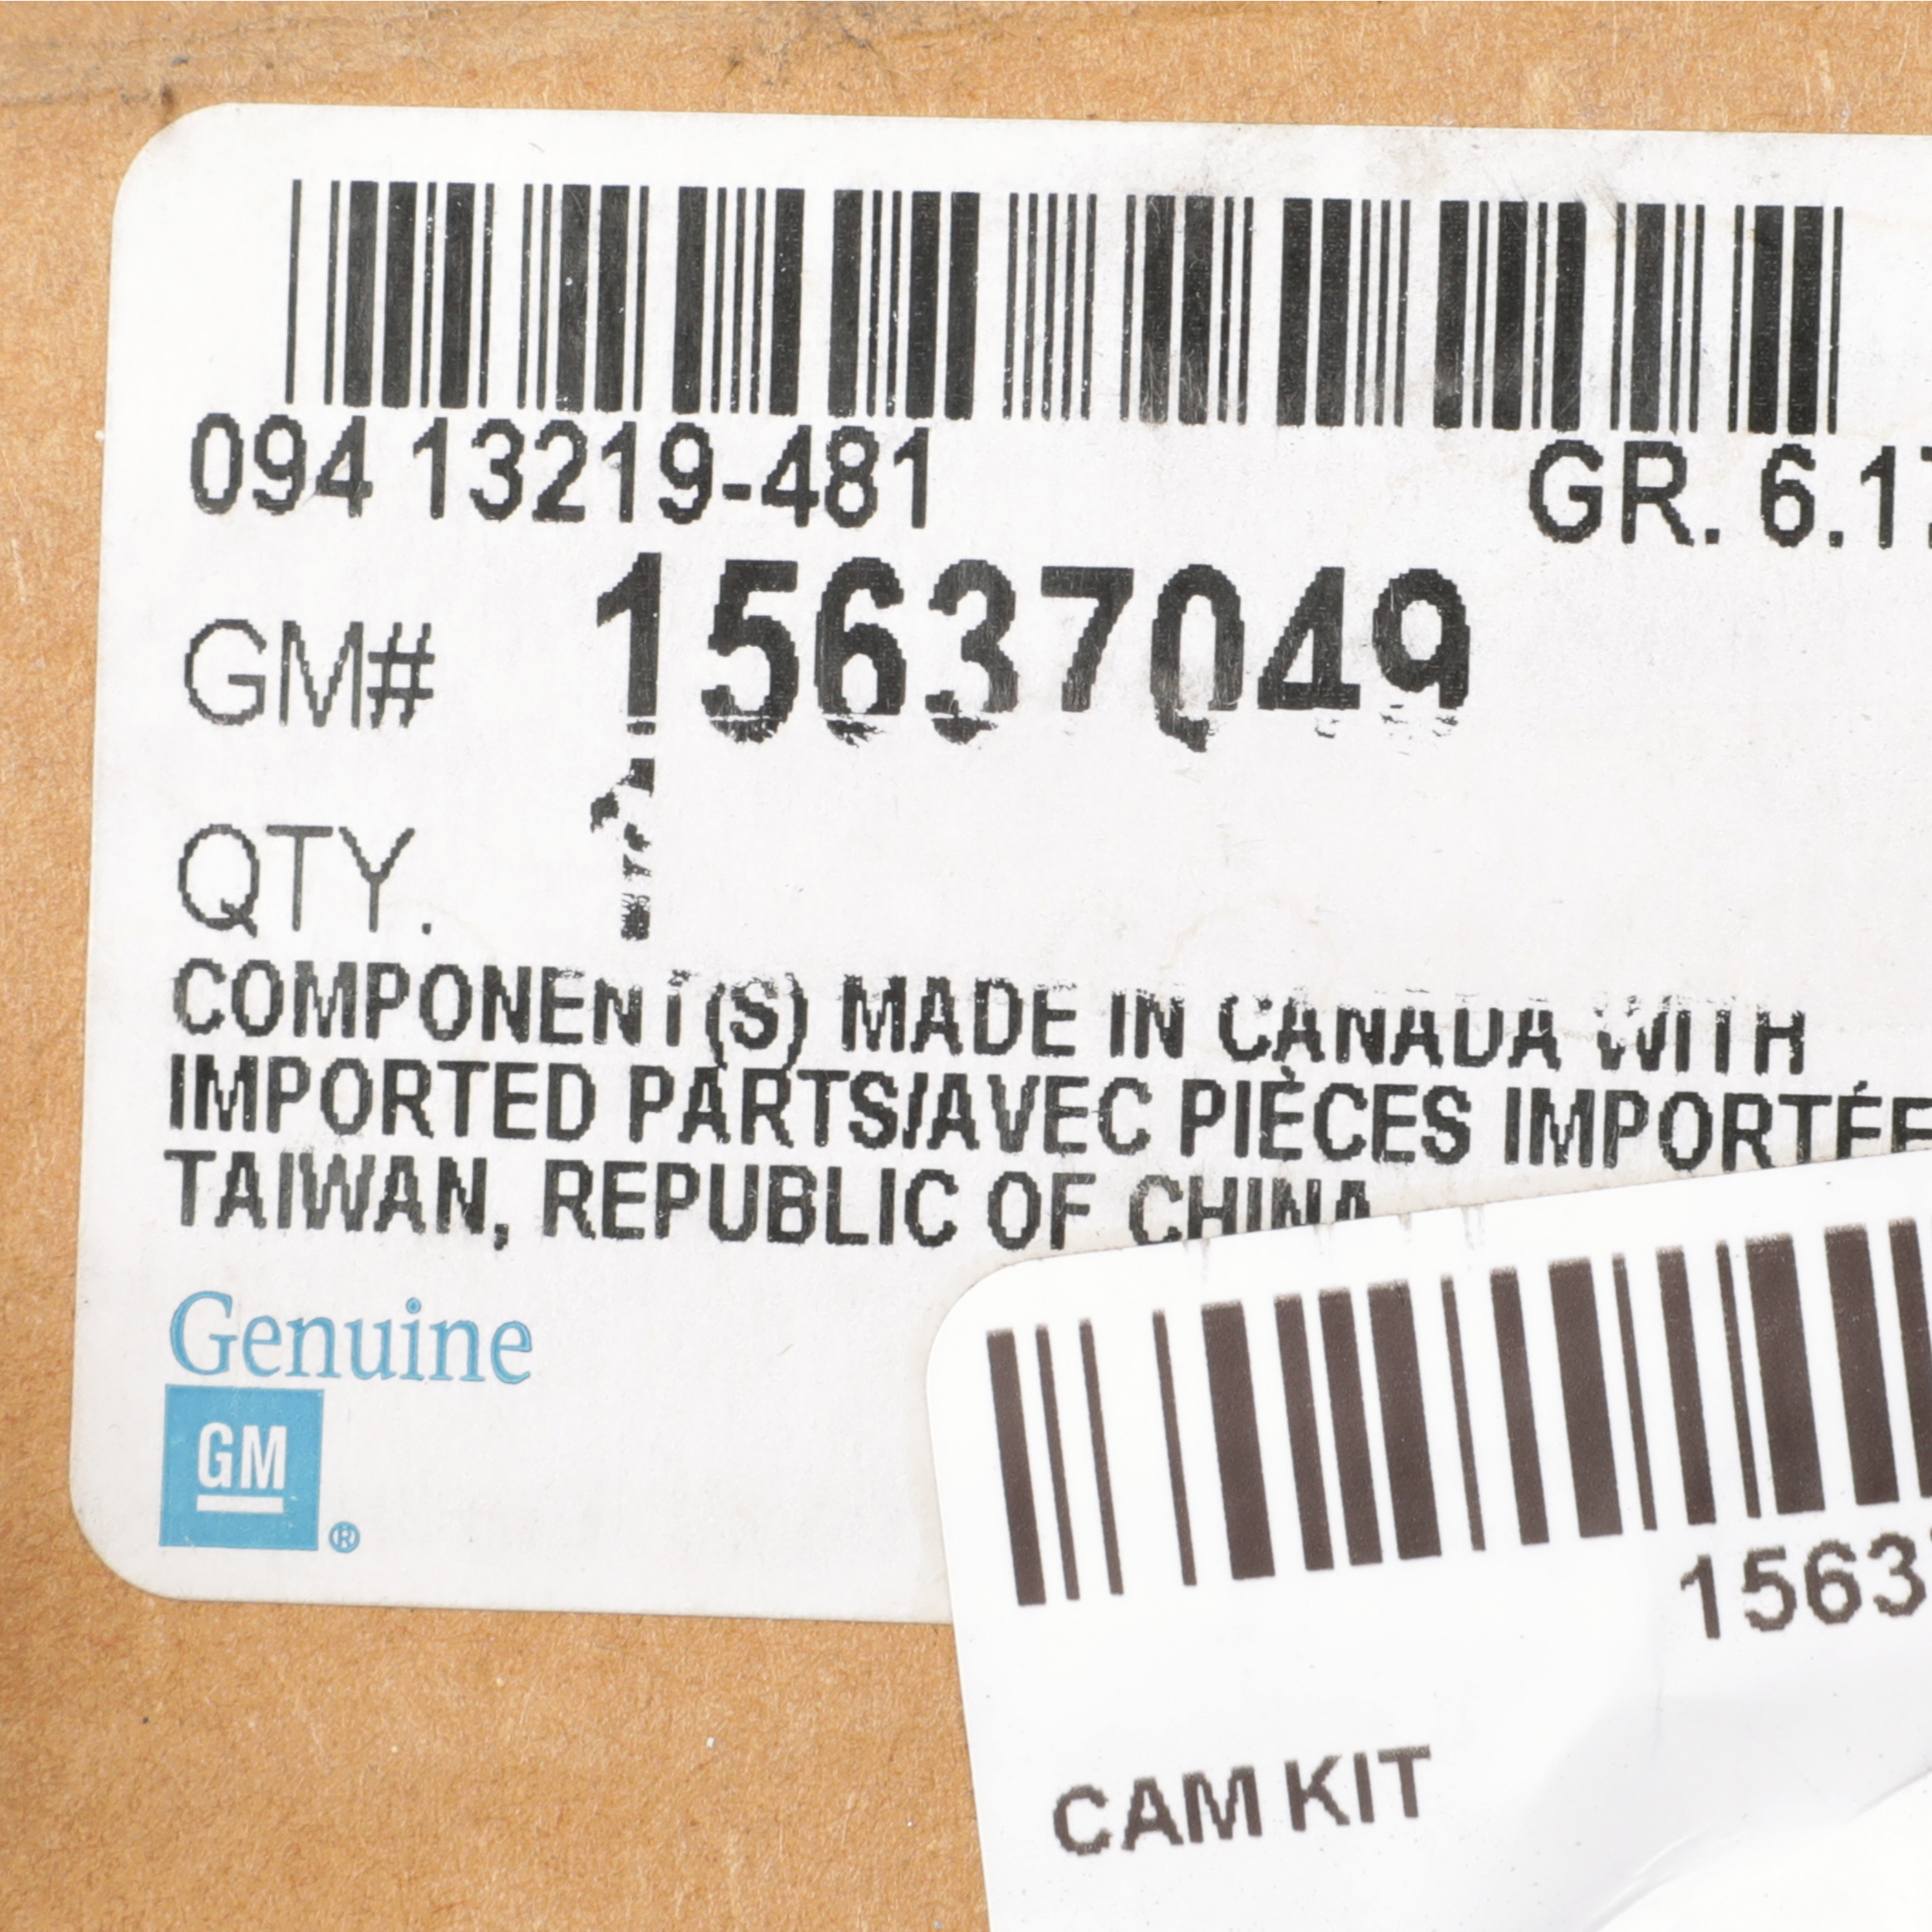 094 13219-481 GR. 6.17
GM# 15637049
QTY. 1
COMPONENT(S) MADE IN CANADA WITH
IMPORTED PARTS/AVEC PIÈCES IMPORTÉE
TAIWAN, REPUBLIC OF CHINA
Genuine
GM
®
1563
CAM KIT